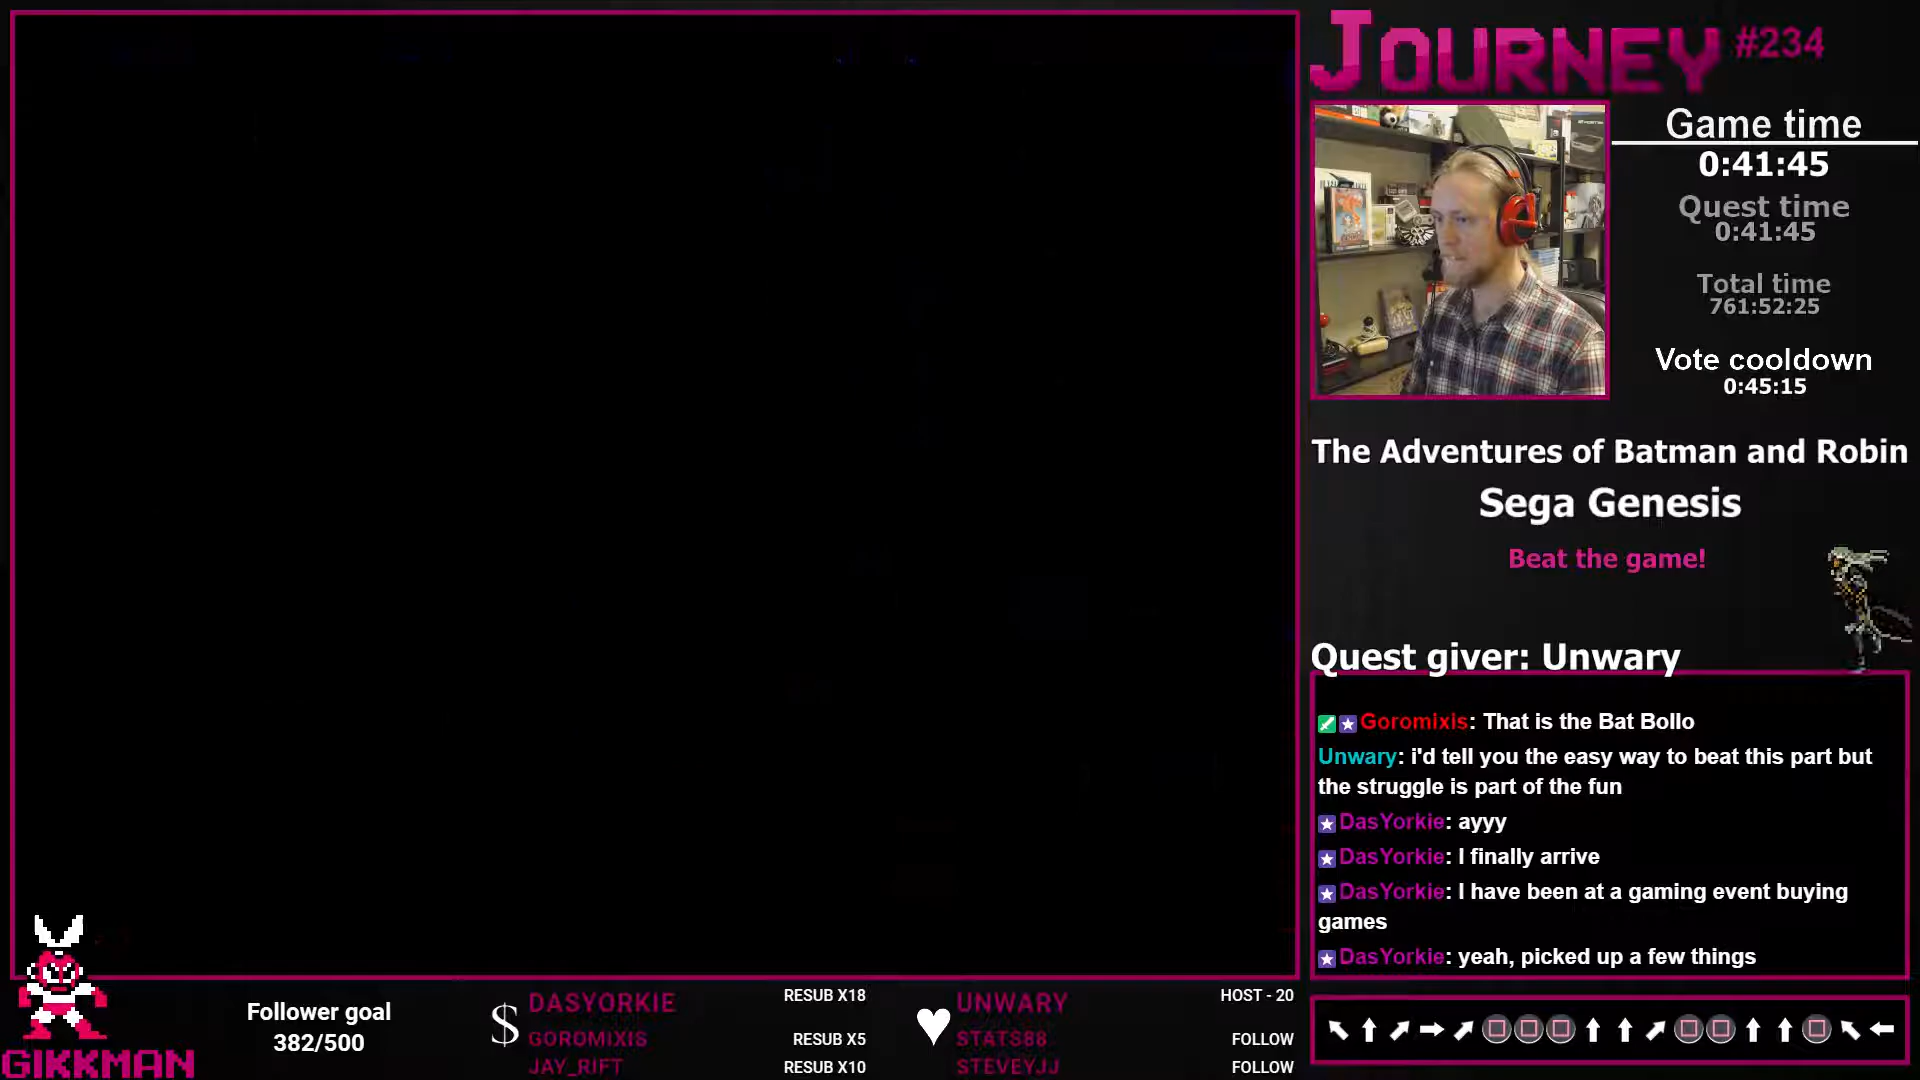 JOURNEY #234
Game time
0:41:45
Quest time
0:41:45
Total time
761:52:25
Vote cooldown
0:45:15
The Adventures of Batman and Robin
Sega Genesis
Beat the game!
Quest giver: Unwary
Goromixis: That is the Bat Bollo
Unwary: i'd tell you the easy way to beat this part but
the struggle is part of the fun
DasYorkie: ayyy
DasYorkie: I finally arrive
DasYorkie: I have been at a gaming event buying
games
DasYorkie: yeah, picked up a few things
GIKKMAN
Follower goal
382/500
$
DASYORKIE RESUB X18
GOROMIXIS RESUB X5
JAY_RIFT RESUB X10
UNWARY HOST - 20
STATS88 FOLLOW
STEVEYJJ FOLLOW